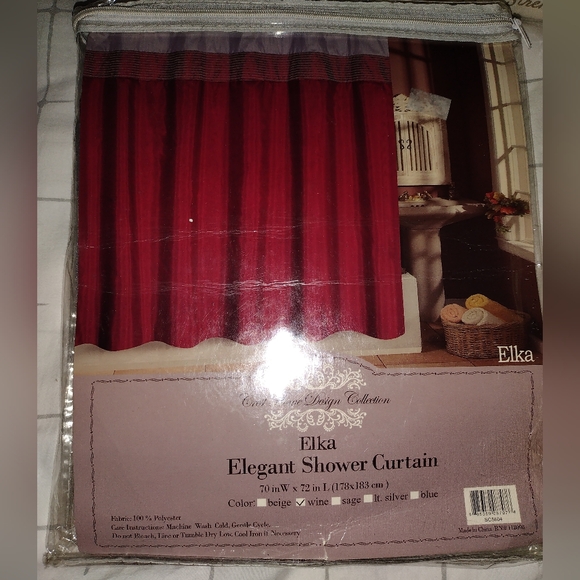 Elka
Design Collection
Elka
Elegant Shower Curtain
70 in W x 72 in L (178x183 cm)
Color: beige wine sage lt. silver blue
Fabric: 100 % Polyester
Care Instructions: Machine Wash Cold, Gentle Cycle,
Do not Bleach, Line or Tumble Dry Low, Cool Iron if Necessary.
Made in China